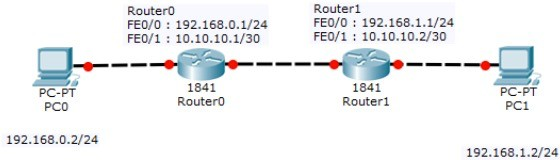 Router0
FE0/0 : 192.168.0.1/24
FE0/1 : 10.10.10.1/30
Router1
FE0/0 : 192.168.1.1/24
FE0/1 : 10.10.10.2/30
PC-PT
PC0
1841
Router0
1841
Router1
PC-PT
PC1
192.168.0.2/24
192.168.1.2/24